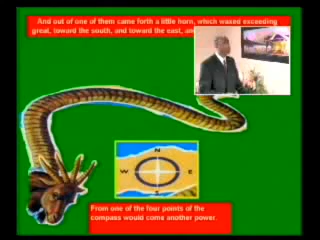 And out of one of them came forth a little horn, which waxed exceeding
great, toward the south, and toward the east, and
N
W E
S
From one of the four points of the
compass would come another power.